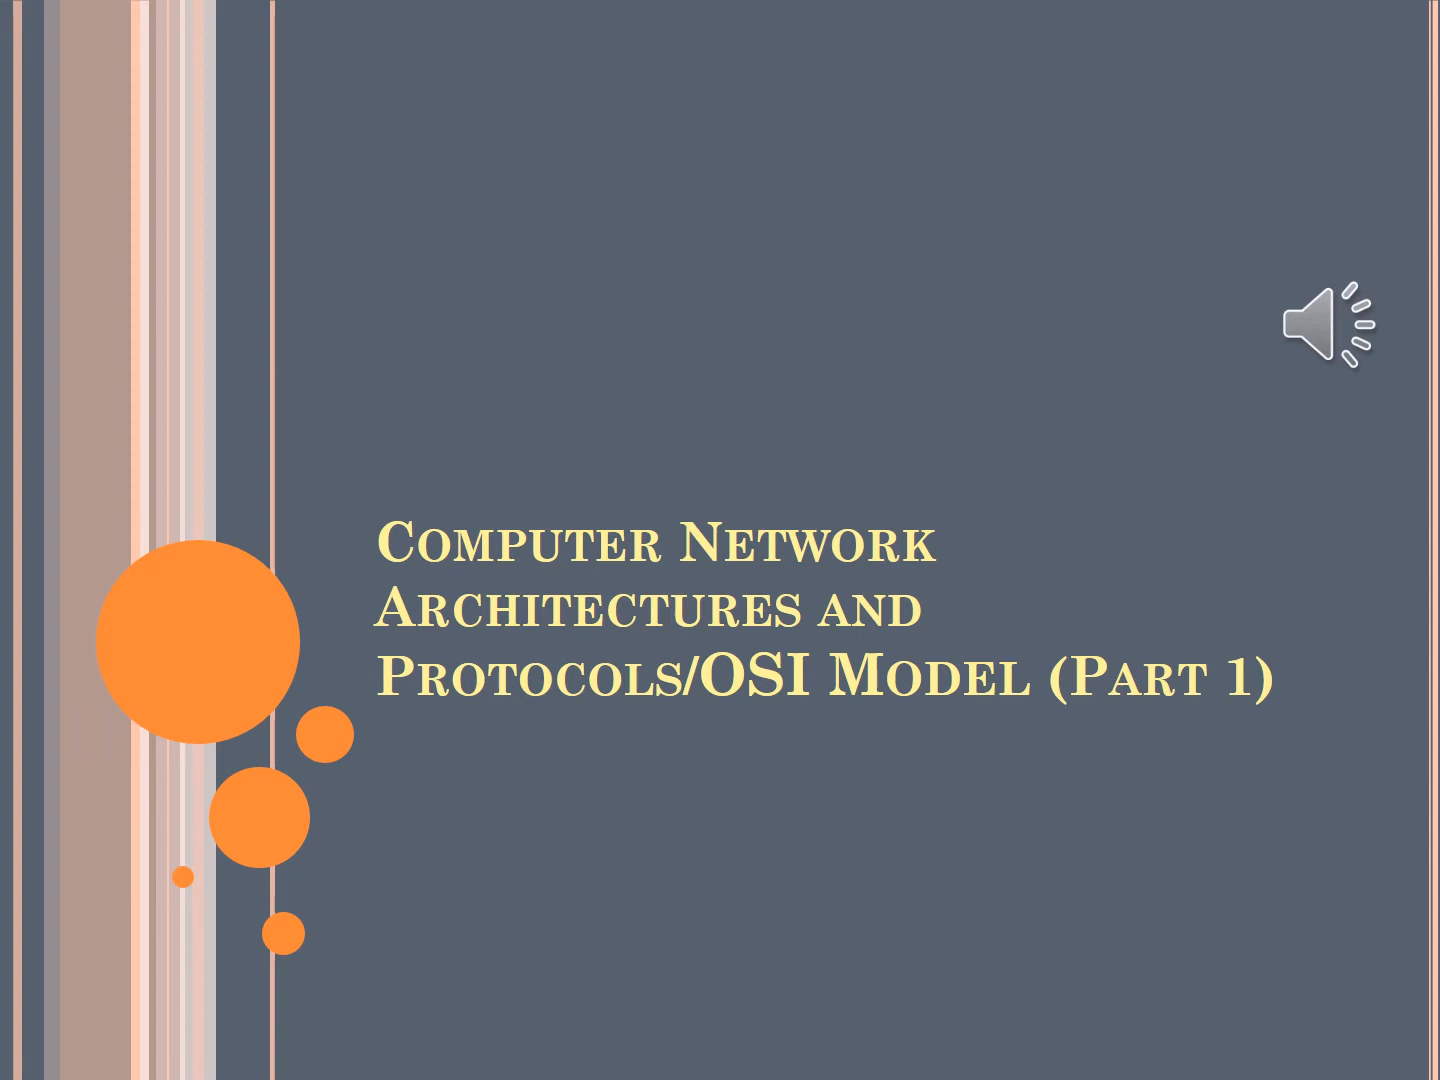 Computer Network
Architectures and
Protocols/OSI Model (Part 1)